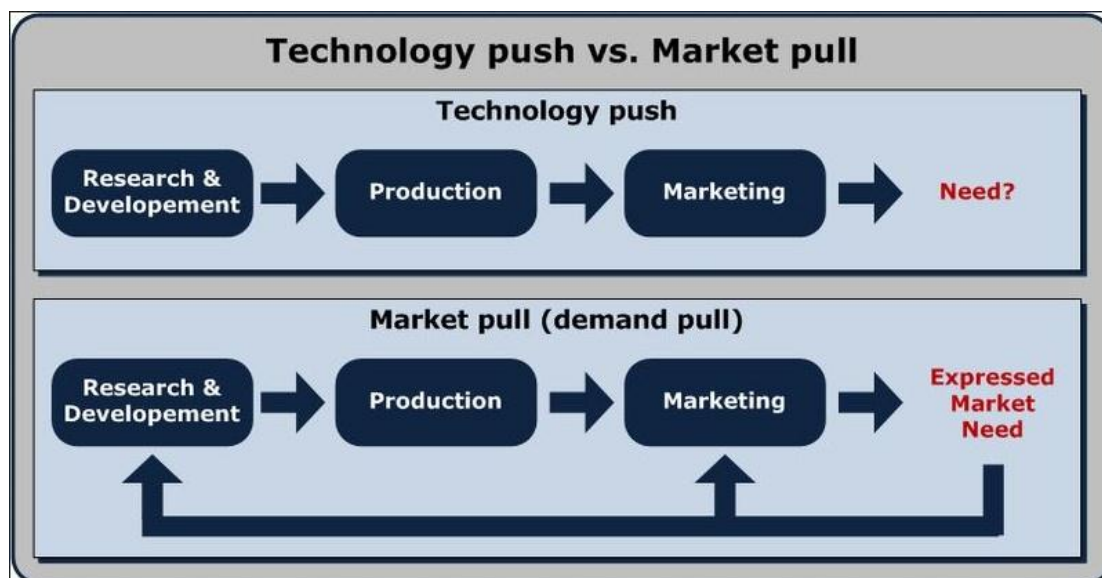 Technology push vs. Market pull
Technology push
Research &
Developement
Production
Marketing
Need?
Market pull (demand pull)
Research &
Developement
Production
Marketing
Expressed
Market
Need